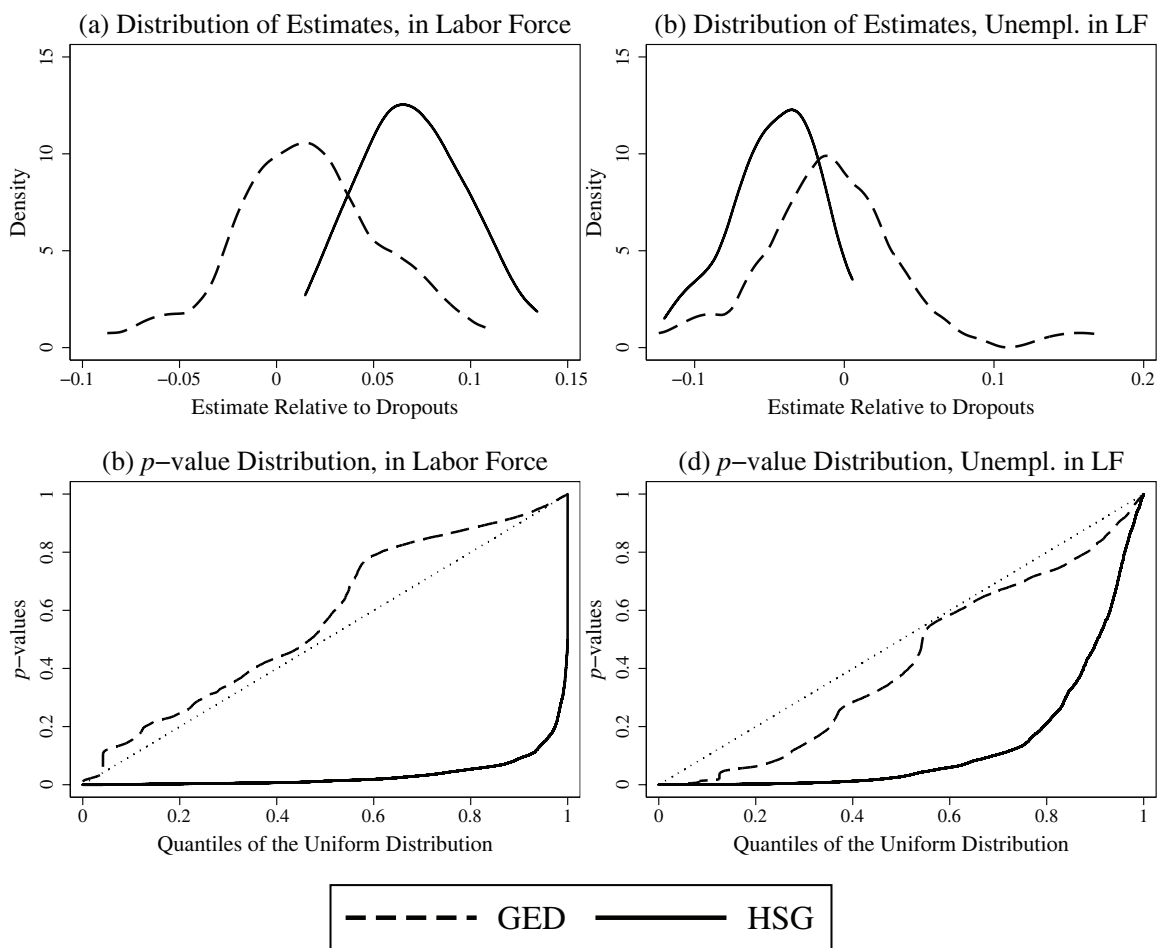 (a) Distribution of Estimates, in Labor Force
Density
0 5 10 15
−0.1 −0.05 0 0.05 0.1 0.15
Estimate Relative to Dropouts
(b) Distribution of Estimates, Unempl. in LF
Density
0 5 10 15
−0.1 0 0.1 0.2
Estimate Relative to Dropouts
(b) p−value Distribution, in Labor Force
p−values
0 0.2 0.4 0.6 0.8 1
0 0.2 0.4 0.6 0.8 1
Quantiles of the Uniform Distribution
(d) p−value Distribution, Unempl. in LF
p−values
0 0.2 0.4 0.6 0.8 1
0 0.2 0.4 0.6 0.8 1
Quantiles of the Uniform Distribution
GED HSG